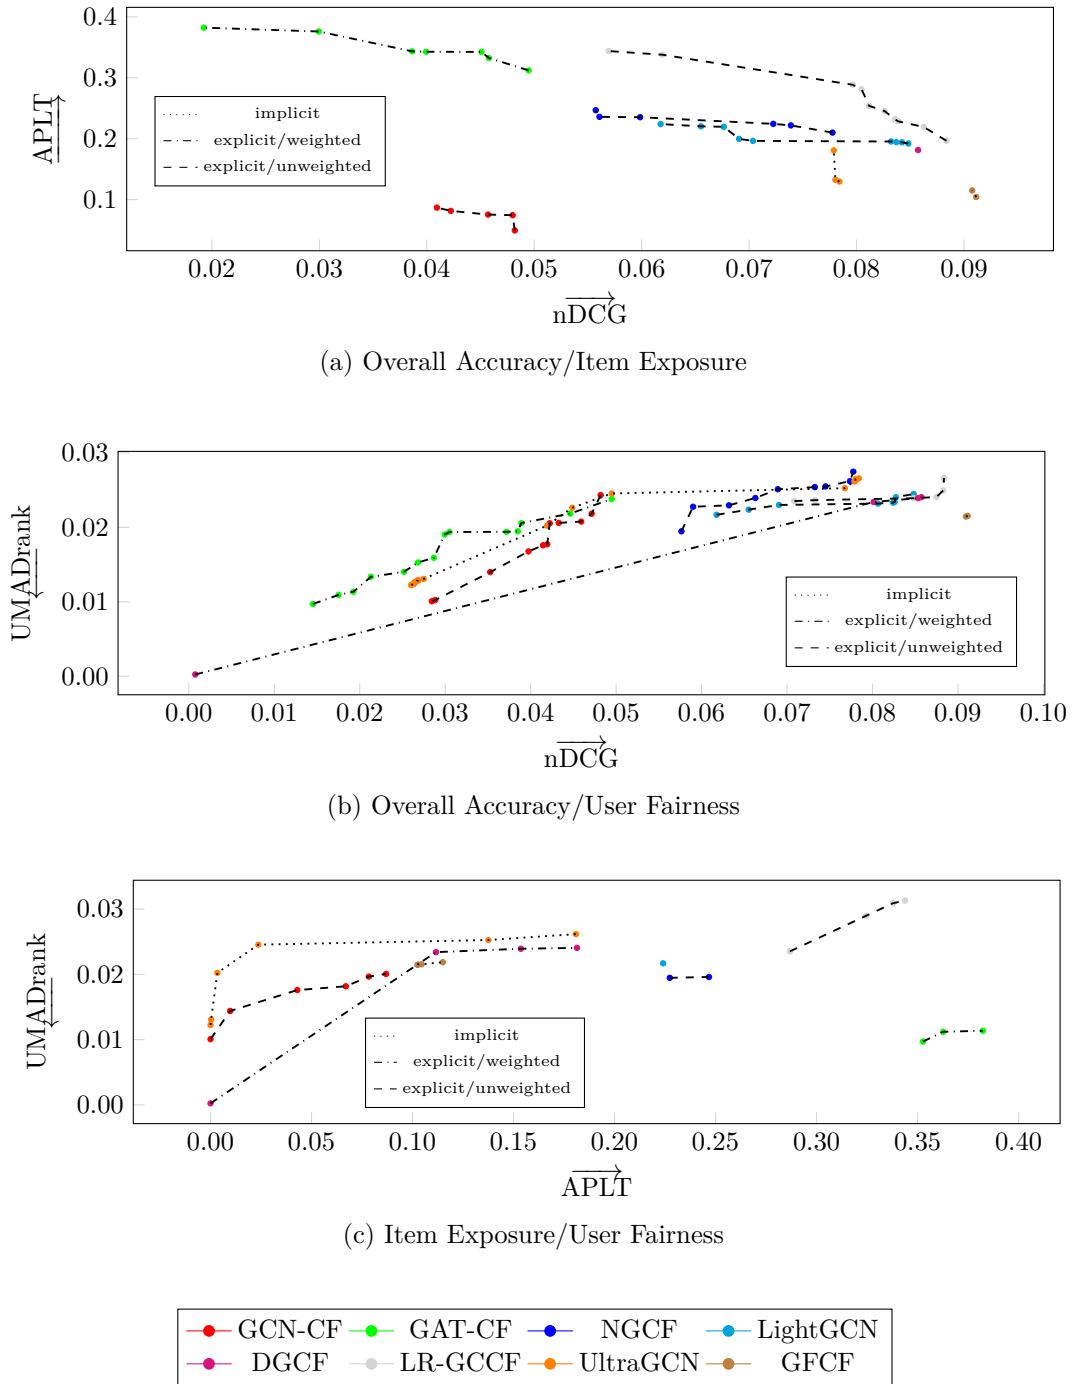 0.4
0.3
0.2
0.1
APLT
implicit
explicit/weighted
explicit/unweighted
0.02 0.03 0.04 0.05 0.06 0.07 0.08 0.09
nDCG
(a) Overall Accuracy/Item Exposure
0.03
0.02
0.01
0.00
UMADrank
implicit
explicit/weighted
explicit/unweighted
0.00 0.01 0.02 0.03 0.04 0.05 0.06 0.07 0.08 0.09 0.10
nDCG
(b) Overall Accuracy/User Fairness
0.03
0.02
0.01
0.00
UMADrank
implicit
explicit/weighted
explicit/unweighted
0.00 0.05 0.10 0.15 0.20 0.25 0.30 0.35 0.40
APLT
(c) Item Exposure/User Fairness
GCN-CF GAT-CF NGCF LightGCN
DGCF LR-GCCF UltraGCN GFCF